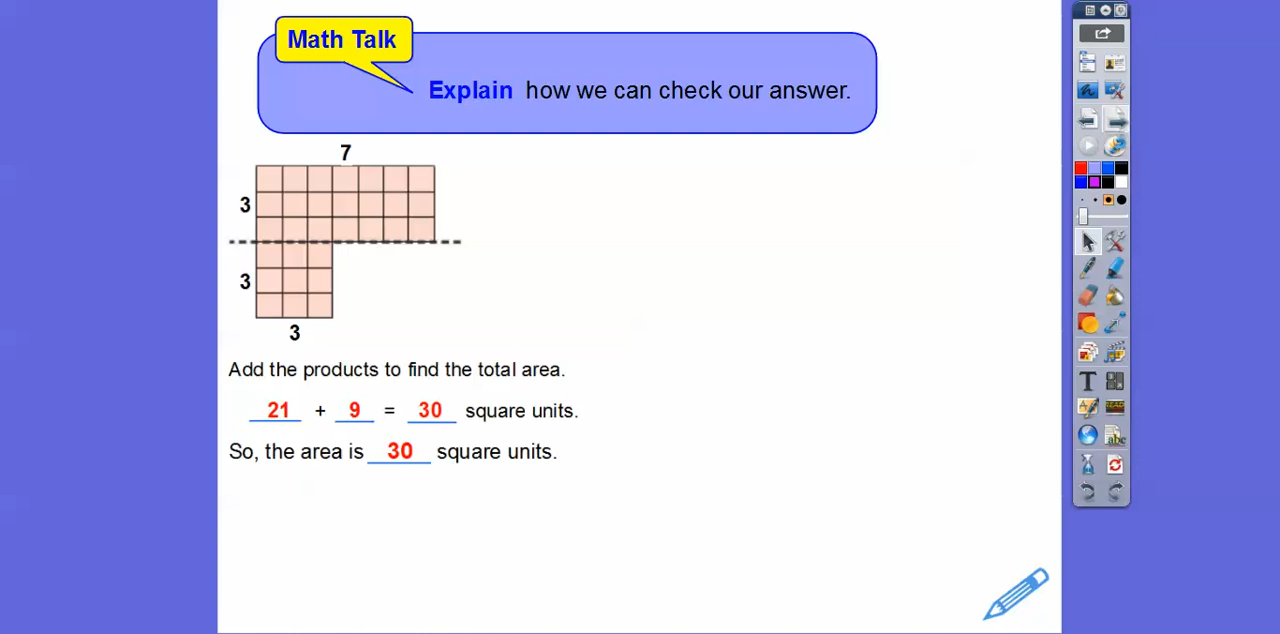 Math Talk
Explain how we can check our answer.
7
3
3
3
Add the products to find the total area.
21 + 9 = 30 square units.
So, the area is 30 square units.